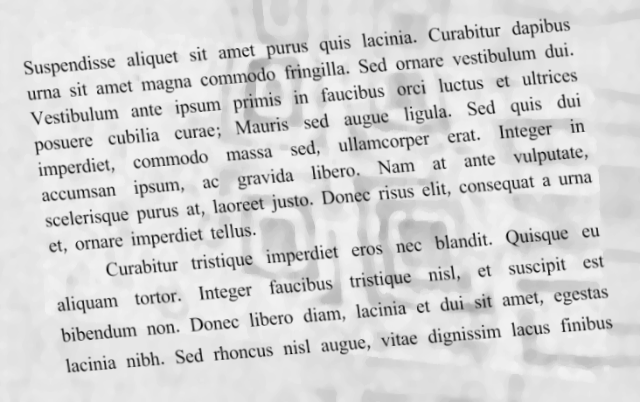 Suspendisse aliquet sit amet purus quis lacinia. Curabitur dapibus
urna sit amet magna commodo fringilla. Sed ornare vestibulum dui.
Vestibulum ante ipsum primis in faucibus orci luctus et ultrices
posuere cubilia curae; Mauris sed augue ligula. Sed quis dui
imperdiet, commodo massa sed, ullamcorper erat. Integer in
accumsan ipsum, ac gravida libero. Nam at ante vulputate,
scelerisque purus at, laoreet justo. Donec risus elit, consequat a urna
et, ornare imperdiet tellus.
Curabitur tristique imperdiet eros nec blandit. Quisque eu
aliquam tortor. Integer faucibus tristique nisl, et suscipit est
bibendum non. Donec libero diam, lacinia et dui sit amet, egestas
lacinia nibh. Sed rhoncus nisl augue, vitae dignissim lacus finibus